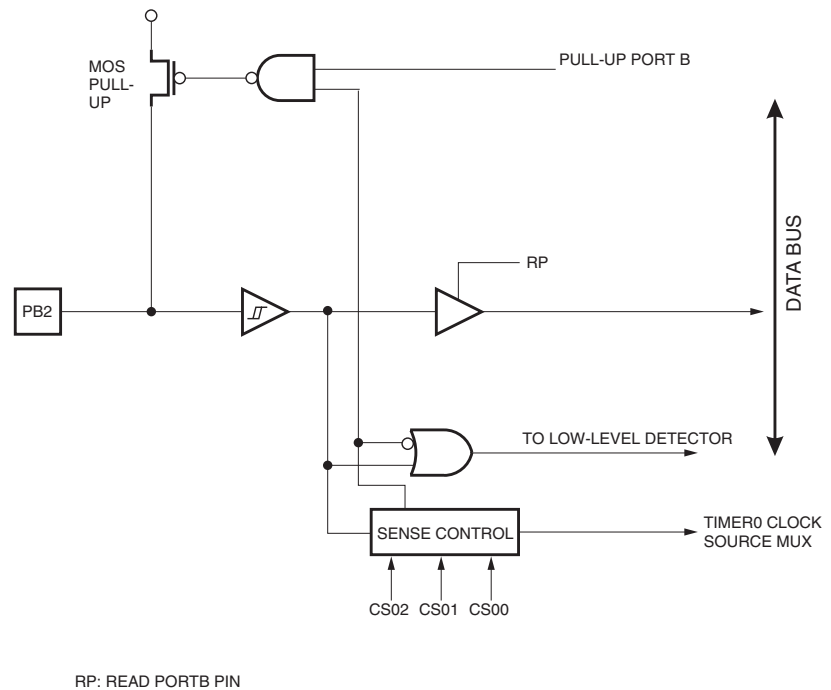 MOS
PULL-
UP
PULL-UP PORT B
DATA BUS
RP
PB2
TO LOW-LEVEL DETECTOR
SENSE CONTROL
TIMER0 CLOCK
SOURCE MUX
CS02 CS01 CS00
RP: READ PORTB PIN